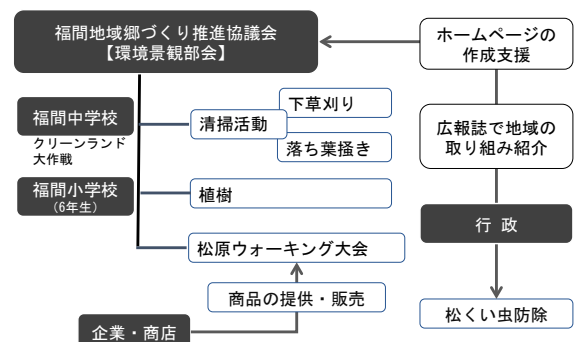 福間地域郷づくり推進協議会
【環境景観部会】
ホームページの
作成支援
福間中学校
クリーンランド
大作戦
清掃活動
下草刈り
落ち葉掻き
広報誌で地域の
取り組み紹介
福間小学校
(6年生)
植樹
行 政
松原ウォーキング大会
商品の提供・販売
松くい虫防除
企業・商店